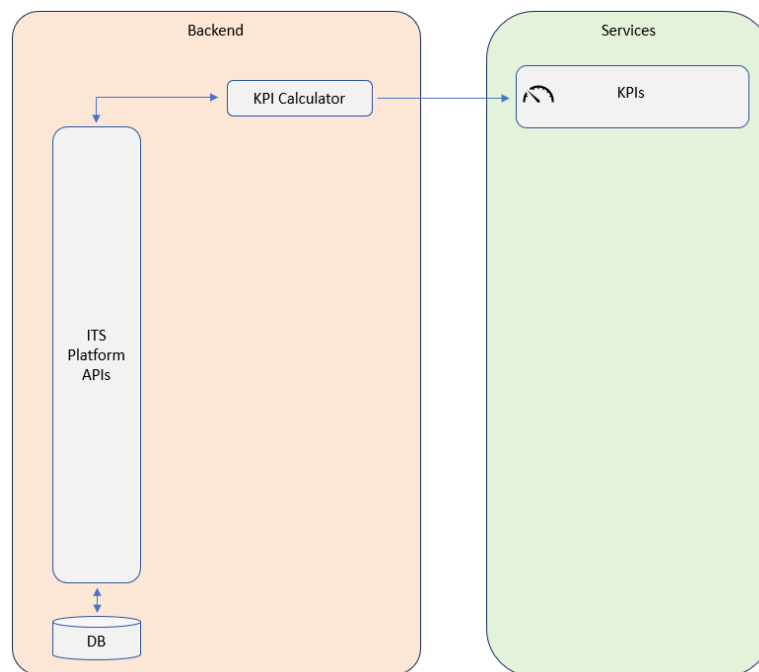 Backend
Services
KPI Calculator
KPIs
ITS
Platform
APIs
DB